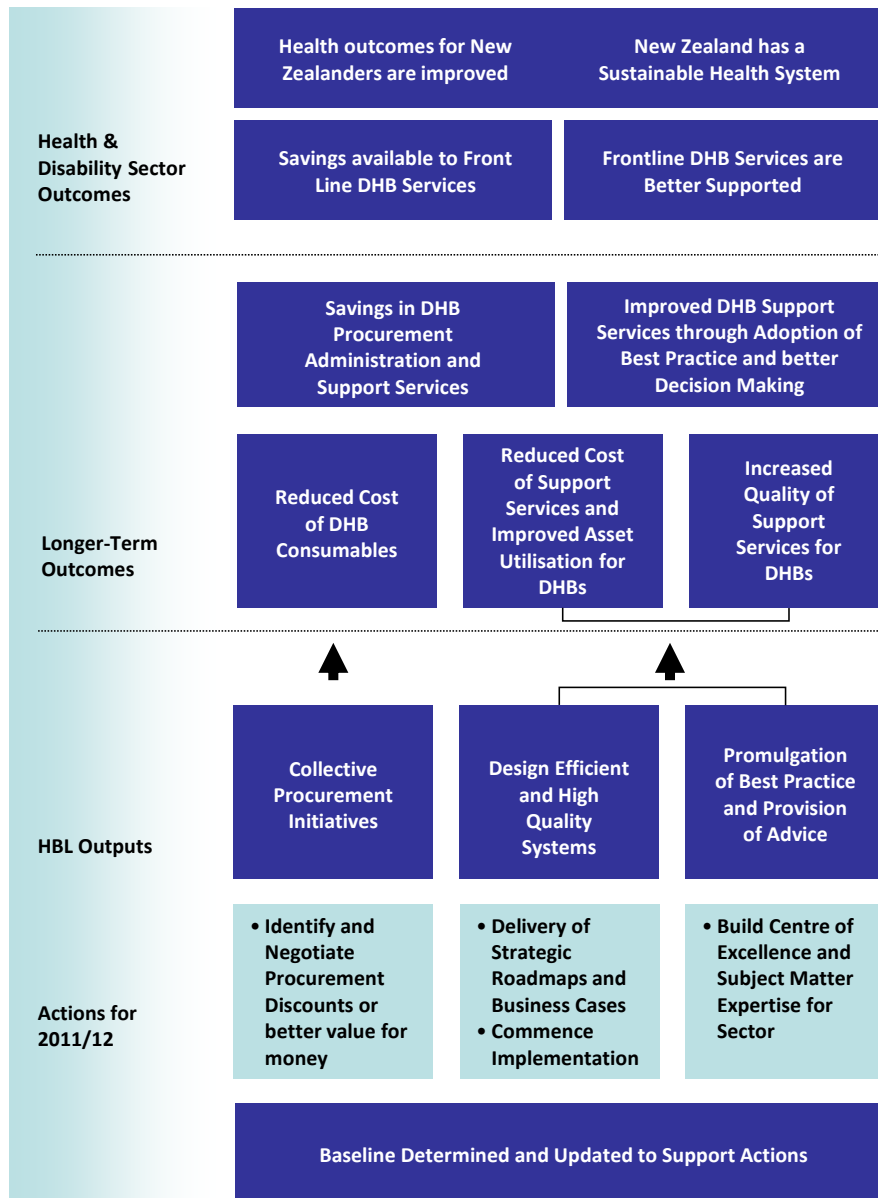 Health outcomes for New
Zealanders are improved
New Zealand has a
Sustainable Health System
Health &
Disability Sector
Outcomes
Savings available to Front
Line DHB Services
Frontline DHB Services are
Better Supported
Savings in DHB
Procurement
Administration and
Support Services
Improved DHB Support
Services through Adoption of
Best Practice and better
Decision Making
Longer-Term
Outcomes
Reduced Cost
of DHB
Consumables
Reduced Cost
of Support
Services and
Improved Asset
Utilisation for
DHBs
Increased
Quality of
Support
Services for
DHBs
HBL Outputs
Collective
Procurement
Initiatives
Design Efficient
and High
Quality
Systems
Promulgation
of Best Practice
and Provision
of Advice
Actions for
2011/12
• Identify and
Negotiate
Procurement
Discounts or
better value for
money
• Delivery of
Strategic
Roadmaps and
Business Cases
• Commence
Implementation
• Build Centre of
Excellence and
Subject Matter
Expertise for
Sector
Baseline Determined and Updated to Support Actions